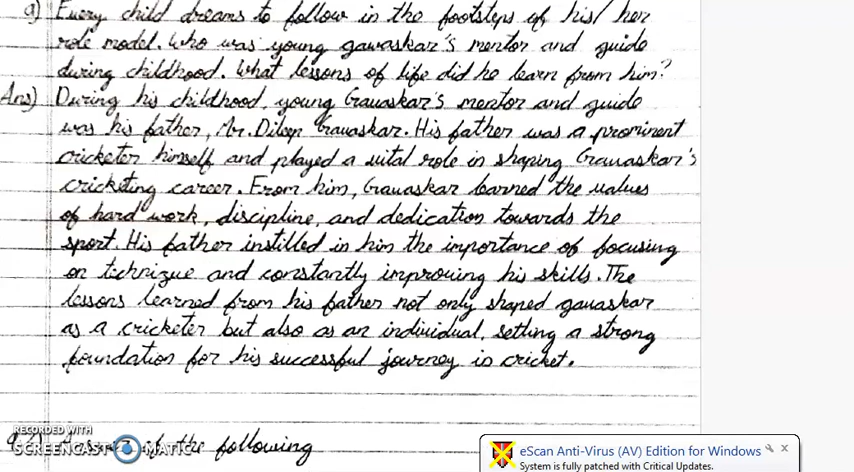 a) Every child dreams to follow in the footsteps of his/ her
role model. Who was young gavaskar's mentor and guide
during childhood. What lessons of life did he learn from him?
Ans) During his childhood, young Gavaskar's mentor and guide
was his father, Mr. Dileep Gavaskar. His father was a prominent
cricketer himself and played a vital role in shaping Gravaskar's
cricketing career. From him, Gavaskar learned the values
of hard work, discipline, and dedication towards the
sport. His father instilled in him the importance of focusing
on technique and constantly improving his skills. The
lessons learned from his father not only shaped gavaskar
as a cricketer but also as an individual, setting a strong
foundation for his successful journey in cricket.
of the following
RECORDED WITH
SCREENCAST MATIC
eScan Anti-Virus (AV) Edition for Windows
System is fully patched with Critical Updates.